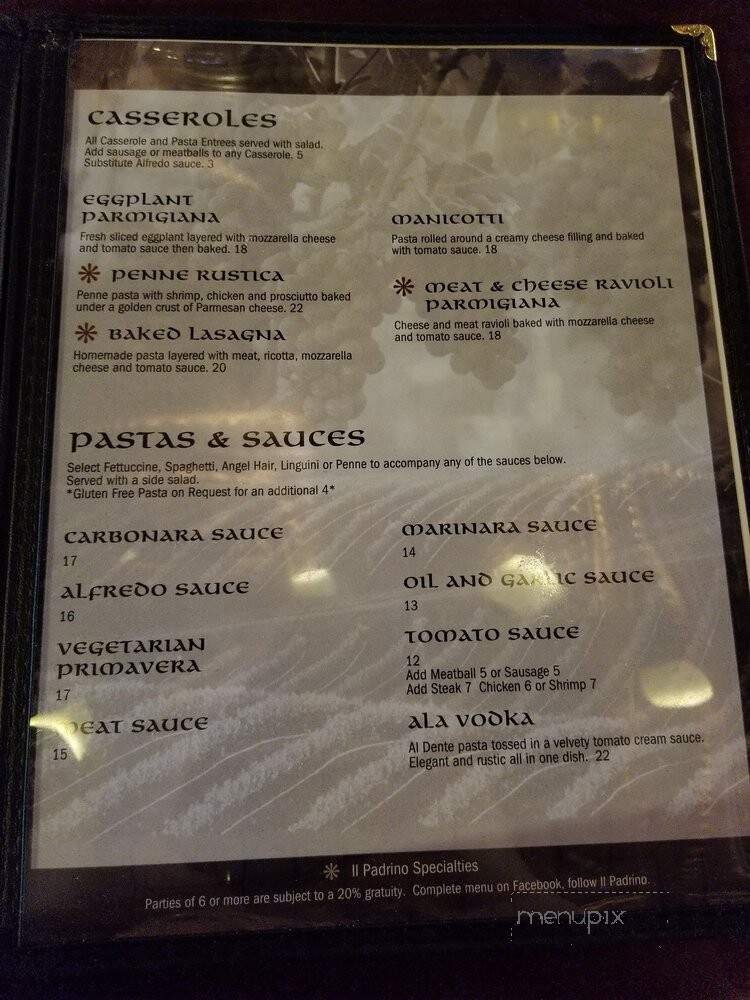 CASSEROLES
All Casserole and Pasta Entrees served with salad.
Add sausage or meatballs to any Casserole. 5
Substitute Alfredo sauce. 3
EGGPLANT
PARMIGIANA
Fresh sliced eggplant layered with mozzarella cheese
and tomato sauce then baked. 18
* PENNE RUSTICA
Penne pasta with shrimp, chicken and prosciutto baked
under a golden crust of Parmesan cheese. 22
* BAKED LASAGNA
Homemade pasta layered with meat, ricotta, mozzarella
cheese and tomato sauce. 20
MANICOTTI
Pasta rolled around a creamy cheese filling and baked
with tomato sauce. 18
* MEAT & CHEESE RAVIOLI
PARMIGIANA
Cheese and meat ravioli baked with mozzarella cheese
and tomato sauce. 18
PASTAS & SAUCES
Select Fettuccine, Spaghetti, Angel Hair, Linguini or Penne to accompany any of the sauces below.
Served with a side salad.
*Gluten Free Pasta on Request for an additional 4*
CARBONARA SAUCE
17
ALFREDO SAUCE
16
VEGETARIAN
PRIMAVERA
17
MEAT SAUCE
15
MARINARA SAUCE
14
OIL AND GARLIC SAUCE
13
TOMATO SAUCE
12
Add Meatball 5 or Sausage 5
Add Steak 7 Chicken 6 or Shrimp 7
ALA VODKA
Al Dente pasta tossed in a velvety tomato cream sauce.
Elegant and rustic all in one dish. 22
* Il Padrino Specialties
Parties of 6 or more are subject to a 20% gratuity. Complete menu on Facebook, follow Il Padrino.
menupix